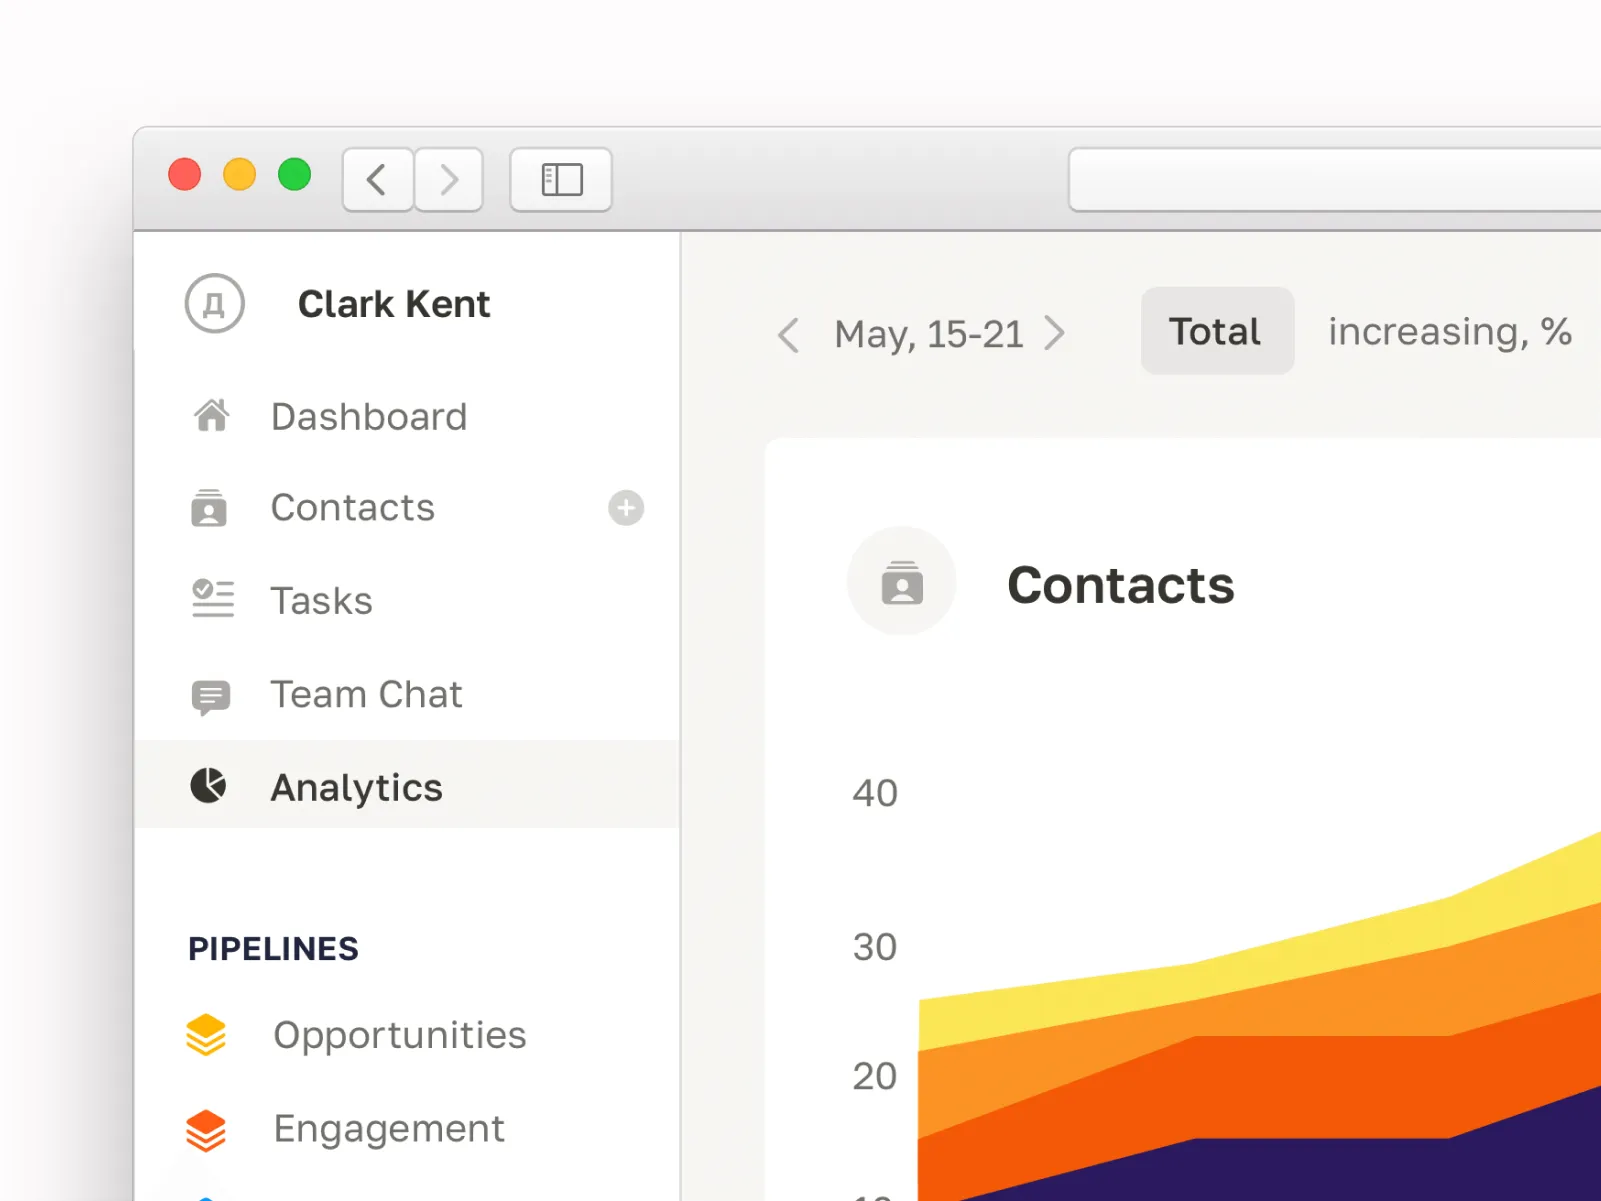 Д Clark Kent
Dashboard
Contacts
Tasks
Team Chat
Analytics
PIPELINES
Opportunities
Engagement
May, 15-21
Total
increasing, %
Contacts
40
30
20